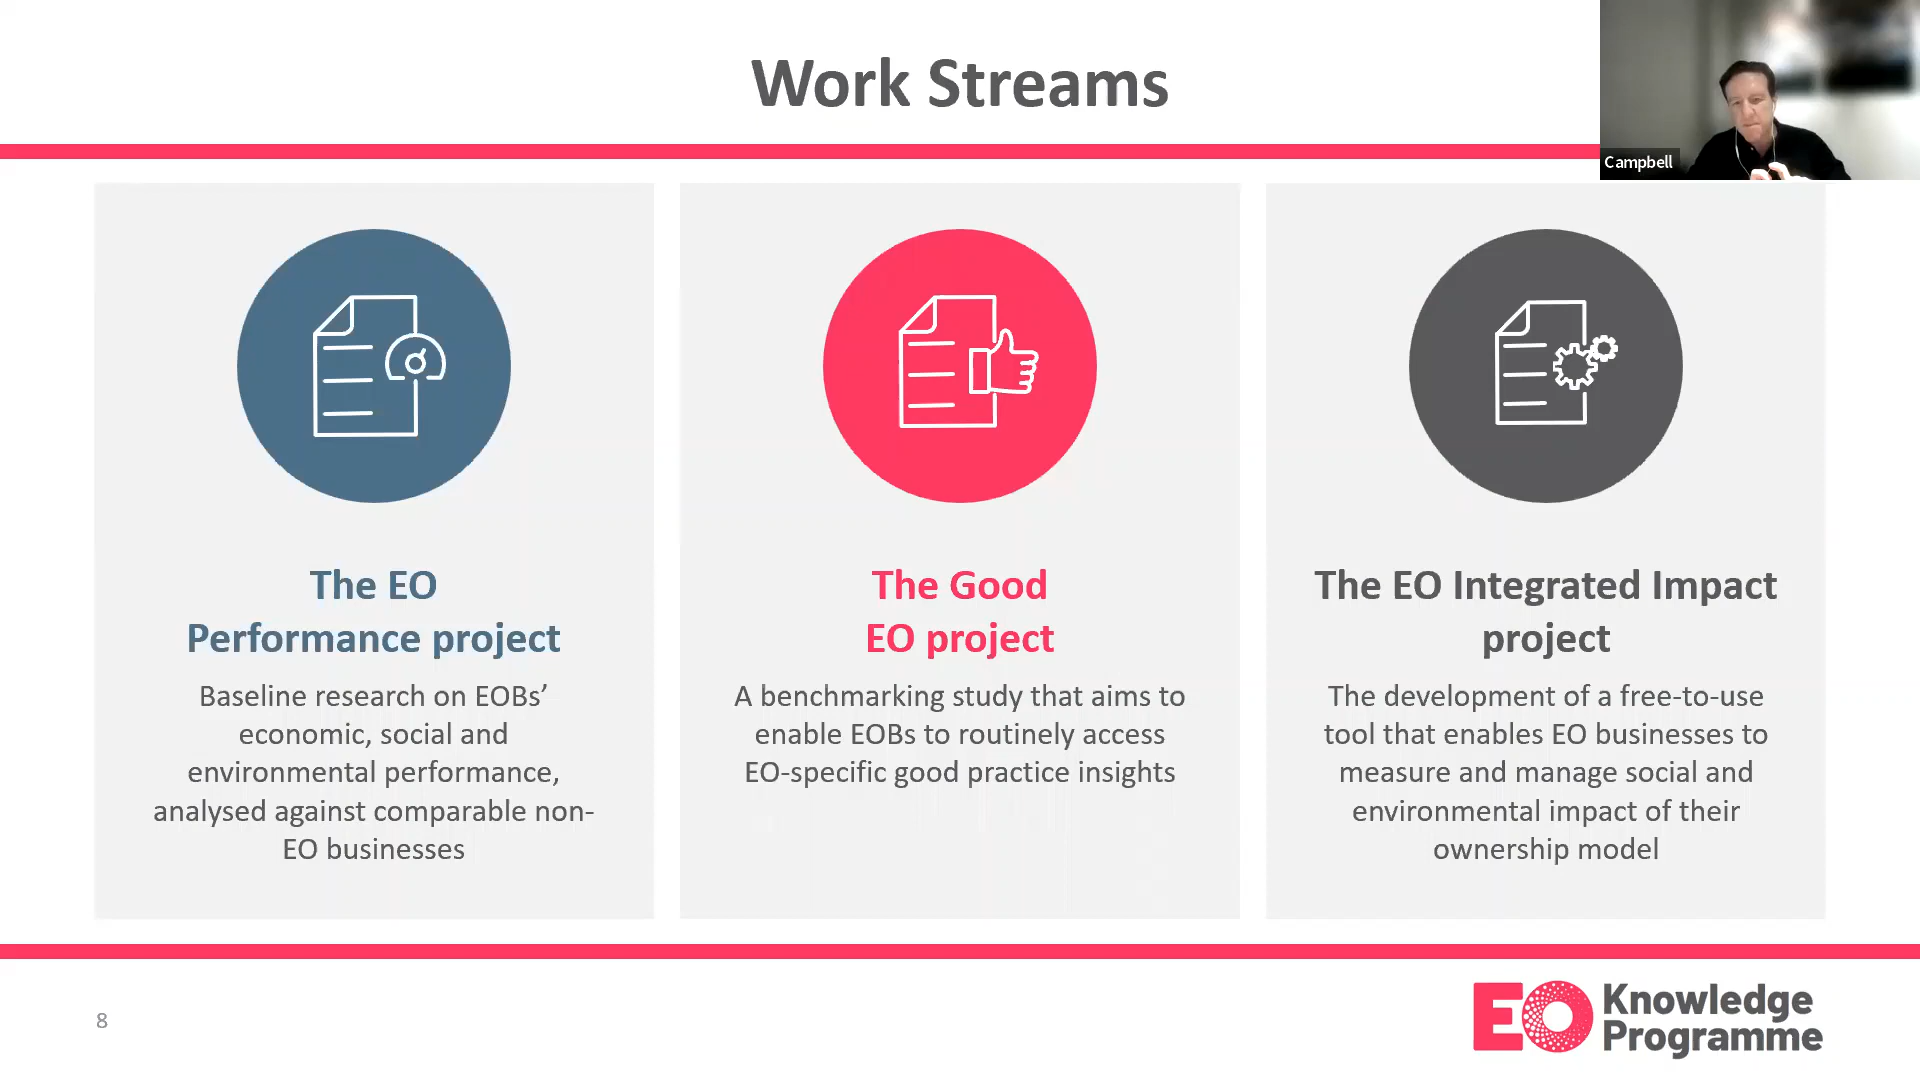 Work Streams
Campbell
The EO
Performance project
Baseline research on EOBs’
economic, social and
environmental performance,
analysed against comparable non-
EO businesses
The Good
EO project
A benchmarking study that aims to
enable EOBs to routinely access
EO-specific good practice insights
The EO Integrated Impact
project
The development of a free-to-use
tool that enables EO businesses to
measure and manage social and
environmental impact of their
ownership model
8
EO Knowledge
Programme